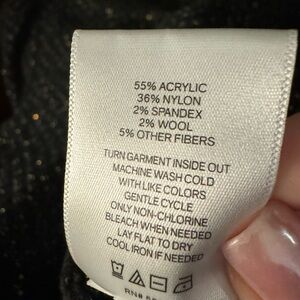 55% ACRYLIC
36% NYLON
2% SPANDEX
2% WOOL
5% OTHER FIBERS
TURN GARMENT INSIDE OUT
MACHINE WASH COLD
WITH LIKE COLORS
GENTLE CYCLE
ONLY NON-CHLORINE
BLEACH WHEN NEEDED
LAY FLAT TO DRY
COOL IRON IF NEEDED
RN#